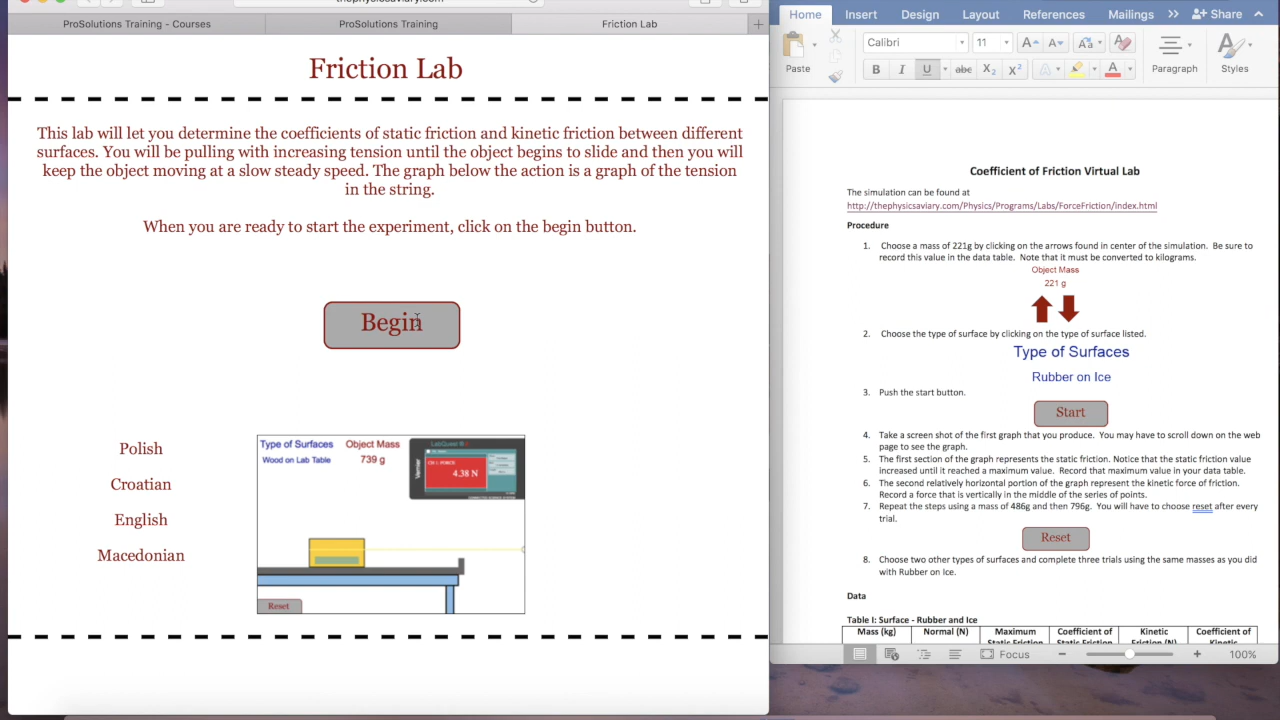 thephysicsaviary.com
ProSolutions Training - Courses
ProSolutions Training
Friction Lab
Friction Lab
This lab will let you determine the coefficients of static friction and kinetic friction between different
surfaces. You will be pulling with increasing tension until the object begins to slide and then you will
keep the object moving at a slow steady speed. The graph below the action is a graph of the tension
in the string.
When you are ready to start the experiment, click on the begin button.
Begin
Polish
Croatian
English
Macedonian
Type of Surfaces
Object Mass
Wood on Lab Table
739 g
LabQuest
Vernier
CH 1: FORCE
4.38 N
Reset
Home
Insert
Design
Layout
References
Mailings
Share
Paste
Calibri
11
Paragraph
Styles
Coefficient of Friction Virtual Lab
The simulation can be found at
http://thephysicsaviary.com/Physics/Programs/Labs/ForceFriction/index.html
Procedure
1. Choose a mass of 221g by clicking on the arrows found in center of the simulation. Be sure to
record this value in the data table. Note that it must be converted to kilograms.
Object Mass
221 g
2. Choose the type of surface by clicking on the type of surface listed.
Type of Surfaces
Rubber on Ice
3. Push the start button.
Start
4. Take a screen shot of the first graph that you produce. You may have to scroll down on the web
page to see the graph.
5. The first section of the graph represents the static friction. Notice that the static friction value
increased until it reached a maximum value. Record that maximum value in your data table.
6. The second relatively horizontal portion of the graph represent the kinetic force of friction.
Record a force that is vertically in the middle of the series of points.
7. Repeat the steps using a mass of 486g and then 796g. You will have to choose reset after every
trial.
Reset
8. Choose two other types of surfaces and complete three trials using the same masses as you did
with Rubber on Ice.
Data
Table I: Surface - Rubber and Ice
Mass (kg)
Normal (N)
Maximum
Static Friction
Coefficient of
Static Friction
Kinetic
Friction (N)
Coefficient of
Kinetic
Focus
100%